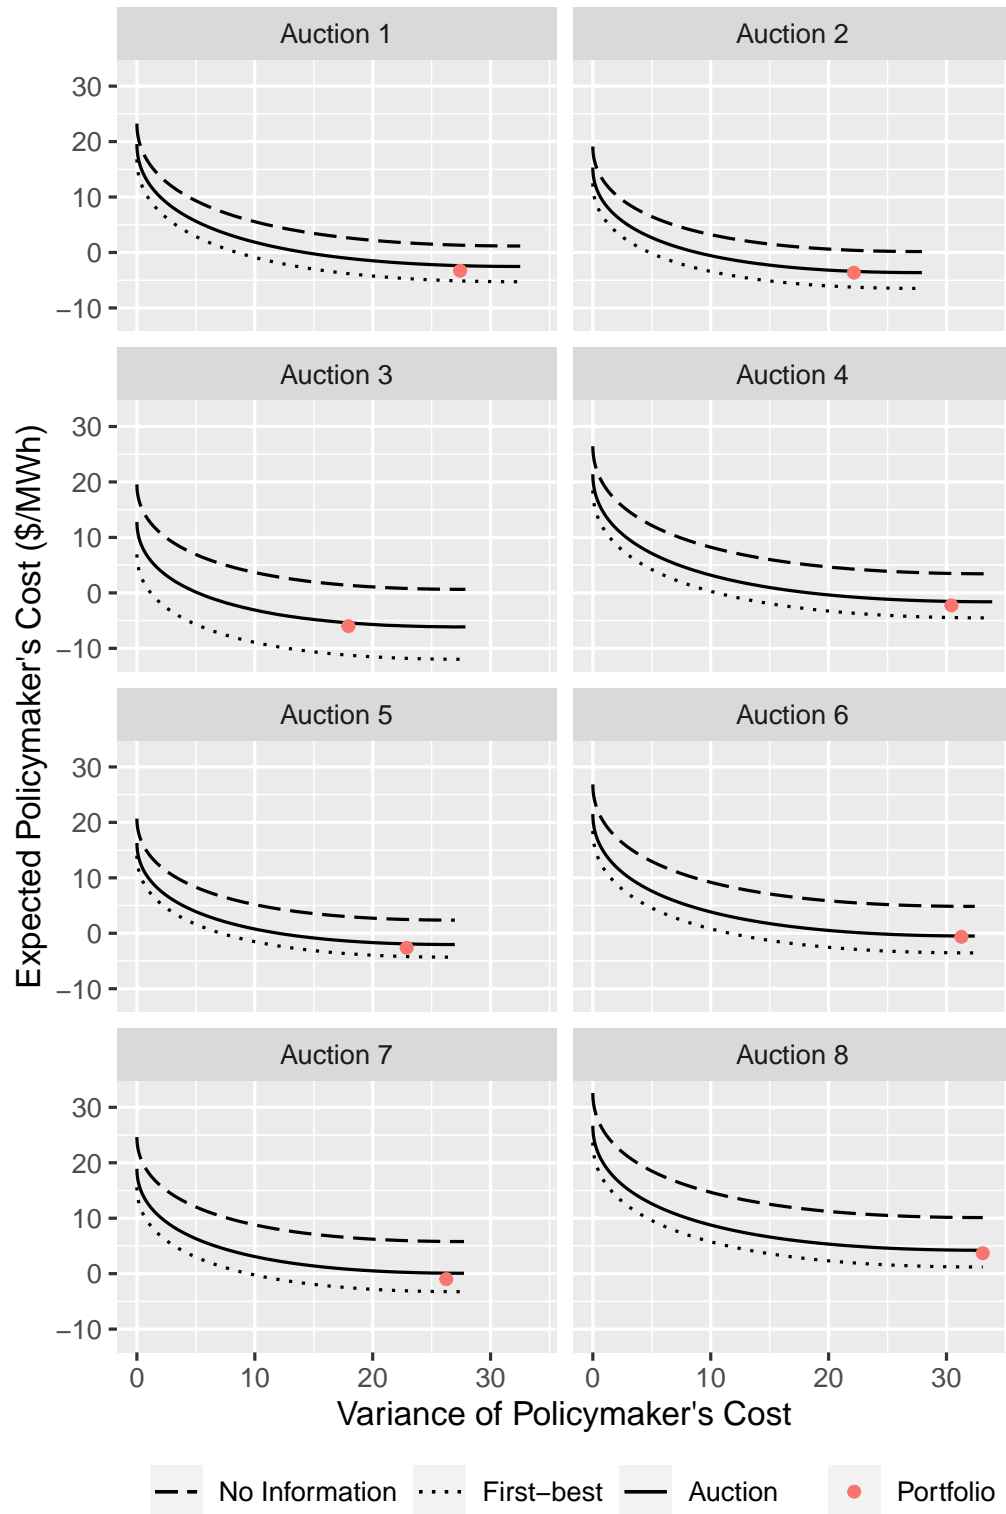 Auction 1
Auction 2
30
20
10
0
−10
Auction 3
Auction 4
30
20
10
0
−10
Expected Policymaker's Cost ($/MWh)
Auction 5
Auction 6
30
20
10
0
−10
Auction 7
Auction 8
30
20
10
0
−10
0 10 20 30 0 10 20 30
Variance of Policymaker's Cost
No Information First−best Auction Portfolio